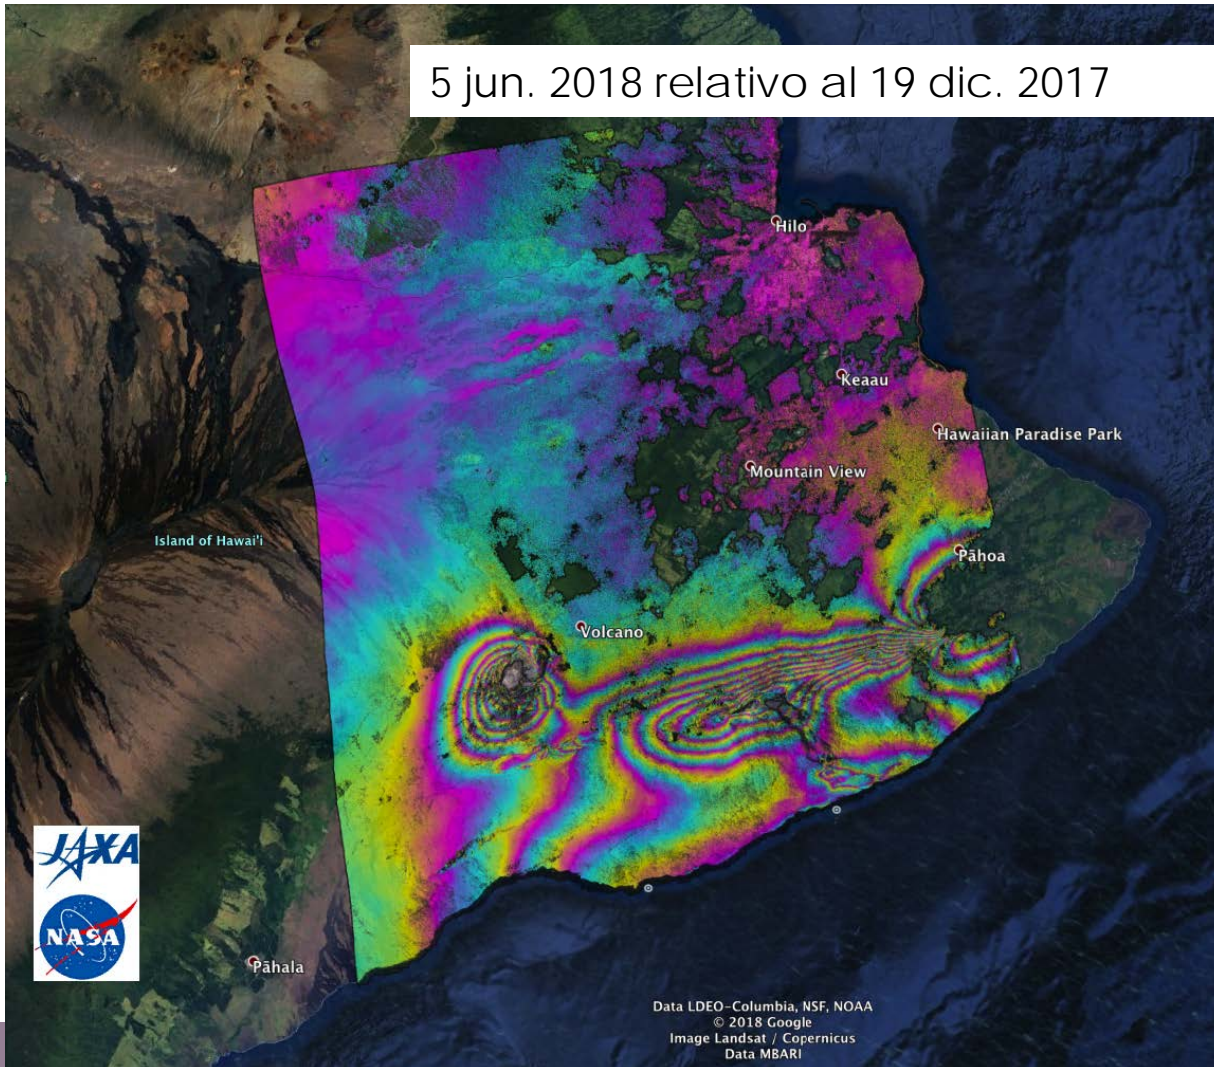 5 jun. 2018 relativo al 19 dic. 2017
Hilo
Keaau
Hawaiian Paradise Park
Mountain View
Island of Hawai'i
Pāhoa
Volcano
JAXA
NASA
Pāhala
Data LDEO-Columbia, NSF, NOAA
© 2018 Google
Image Landsat / Copernicus
Data MBARI